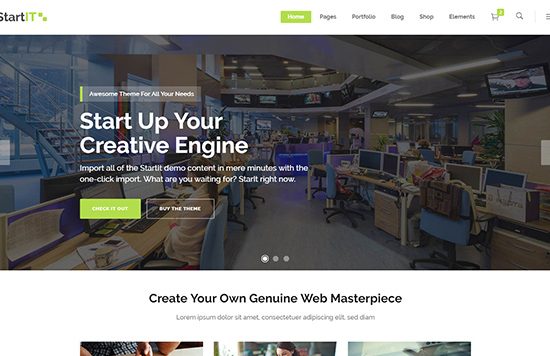 StartIT
Home Pages Portfolio Blog Shop Elements 2
Awesome Theme For All Your Needs
Start Up Your
Creative Engine
Import all of the Startit demo content in mere minutes with the
one-click import. What are you waiting for? Starit right now.
CHECK IT OUT BUY THE THEME
Create Your Own Genuine Web Masterpiece
Lorem ipsum dolor sit amet, consectetuer adipiscing elit, sed diam